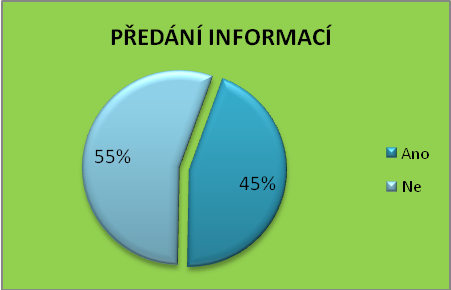 PŘEDÁNÍ INFORMACÍ
55%
45%
Ano
Ne